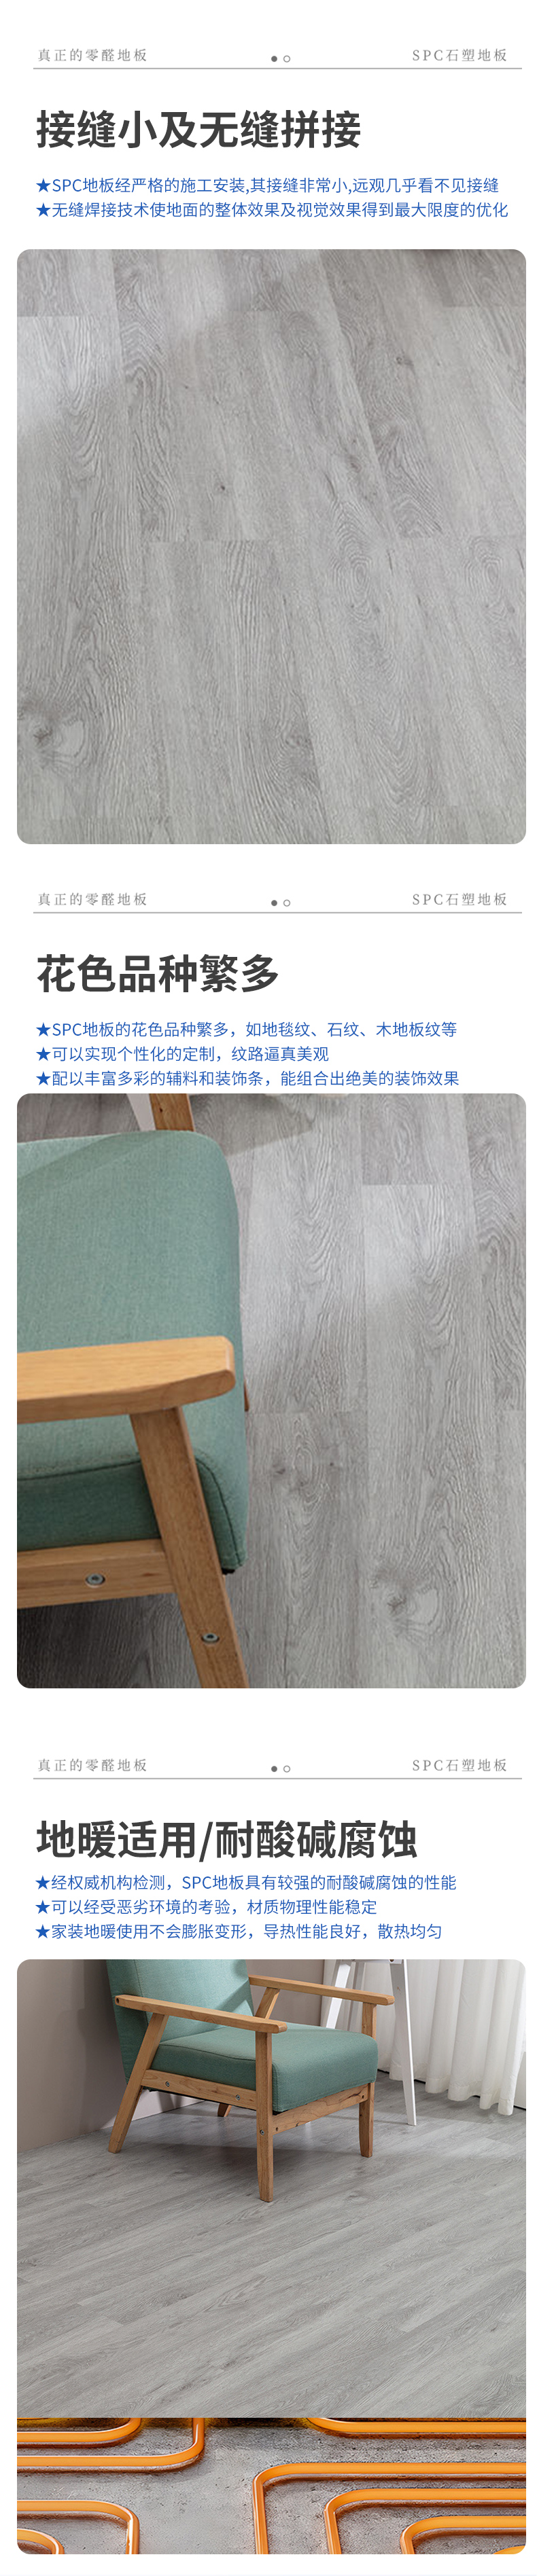 真正的零醛地板
SPC石塑地板
接缝小及无缝拼接
★SPC地板经严格的施工安装,其接缝非常小,远观几乎看不见接缝
★无缝焊接技术使地面的整体效果及视觉效果得到最大限度的优化
真正的零醛地板
SPC石塑地板
花色品种繁多
★SPC地板的花色品种繁多，如地毯纹、石纹、木地板纹等
★可以实现个性化的定制，纹路逼真美观
★配以丰富多彩的辅料和装饰条，能组合出绝美的装饰效果
真正的零醛地板
SPC石塑地板
地暖适用/耐酸碱腐蚀
★经权威机构检测，SPC地板具有较强的耐酸碱腐蚀的性能
★可以经受恶劣环境的考验，材质物理性能稳定
★家装地暖使用不会膨胀变形，导热性能良好，散热均匀